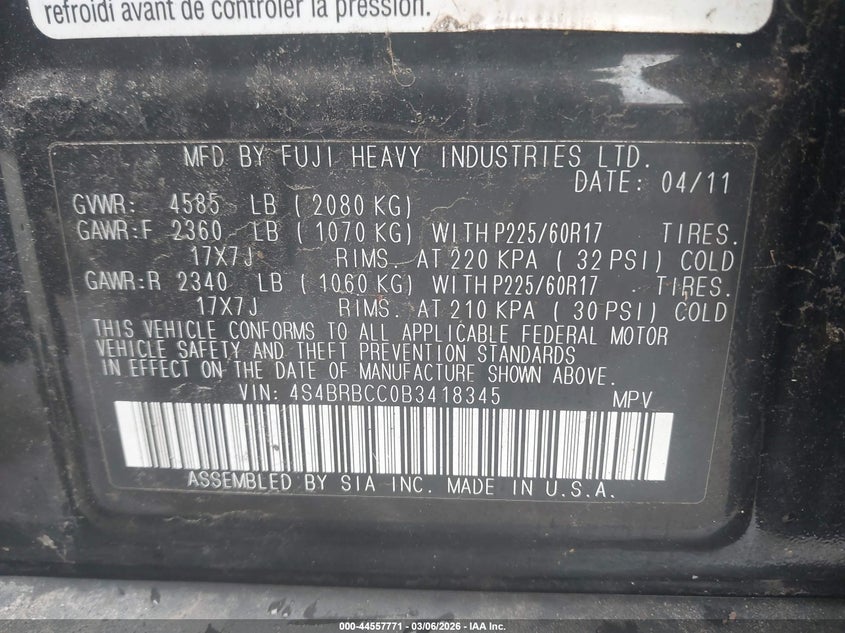 refroidi avant de contrôler la pression.
MFD BY FUJI HEAVY INDUSTRIES LTD.
DATE: 04/11
GVWR: 4585 LB ( 2080 KG)
GAWR:F 2360 LB ( 1070 KG) WITH P225/60R17 TIRES.
17X7J RIMS. AT 220 KPA ( 32 PSI) COLD
GAWR:R 2340 LB ( 1060 KG) WITH P225/60R17 TIRES.
17X7J RIMS. AT 210 KPA ( 30 PSI) COLD
THIS VEHICLE CONFORMS TO ALL APPLICABLE FEDERAL MOTOR
VEHICLE SAFETY AND THEFT PREVENTION STANDARDS
IN EFFECT ON THE DATE OF MANUFACTURE SHOWN ABOVE.
VIN: 4S4BRBCC0B3418345 MPV
ASSEMBLED BY SIA INC. MADE IN U.S.A.
000-44557771 - 03/06/2026 - IAA Inc.